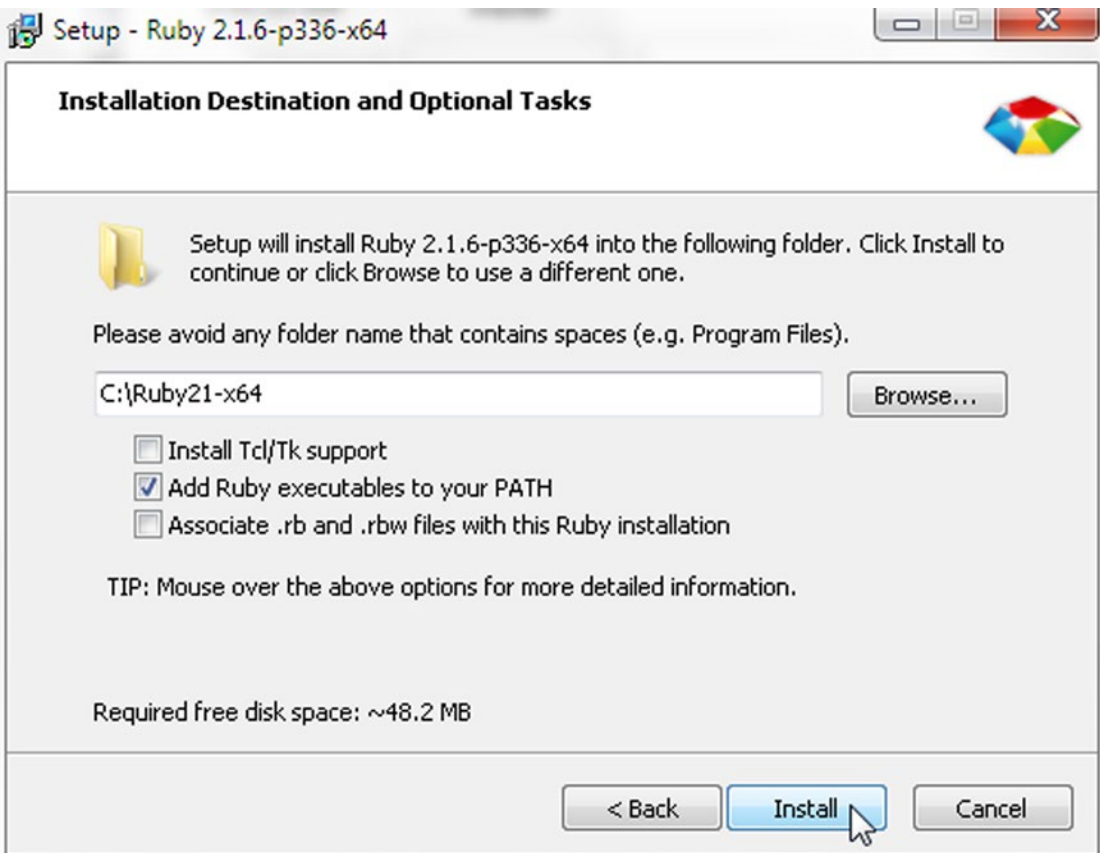 Setup - Ruby 2.1.6-p336-x64
Installation Destination and Optional Tasks
Setup will install Ruby 2.1.6-p336-x64 into the following folder. Click Install to
continue or click Browse to use a different one.
Please avoid any folder name that contains spaces (e.g. Program Files).
C:\Ruby21-x64
Browse...
Install Tcl/Tk support
Add Ruby executables to your PATH
Associate .rb and .rbw files with this Ruby installation
TIP: Mouse over the above options for more detailed information.
Required free disk space: ~48.2 MB
< Back
Install
Cancel